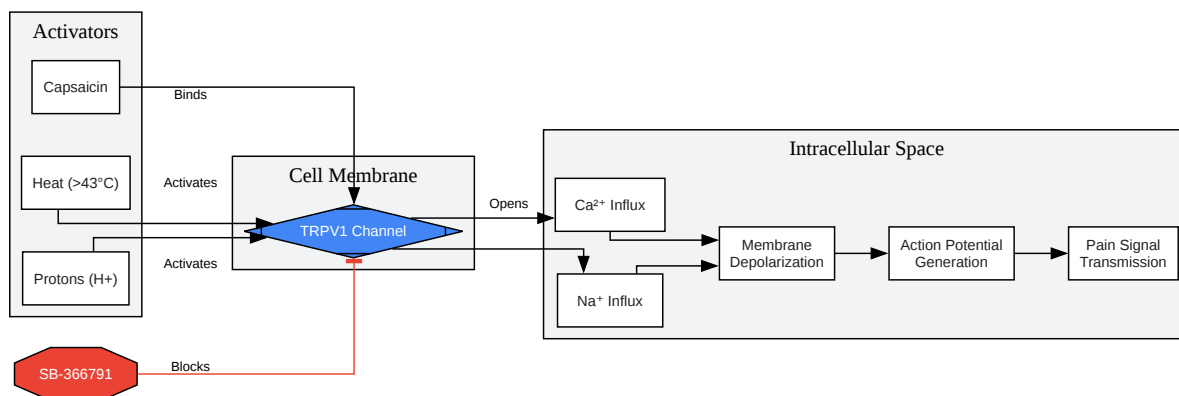 Activators
Capsaicin
Binds
Heat (>43°C)
Activates
Protons (H+)
Activates
SB-366791
Blocks
Cell Membrane
TRPV1 Channel
Opens
Intracellular Space
Ca²⁺ Influx
Na⁺ Influx
Membrane
Depolarization
Action Potential
Generation
Pain Signal
Transmission